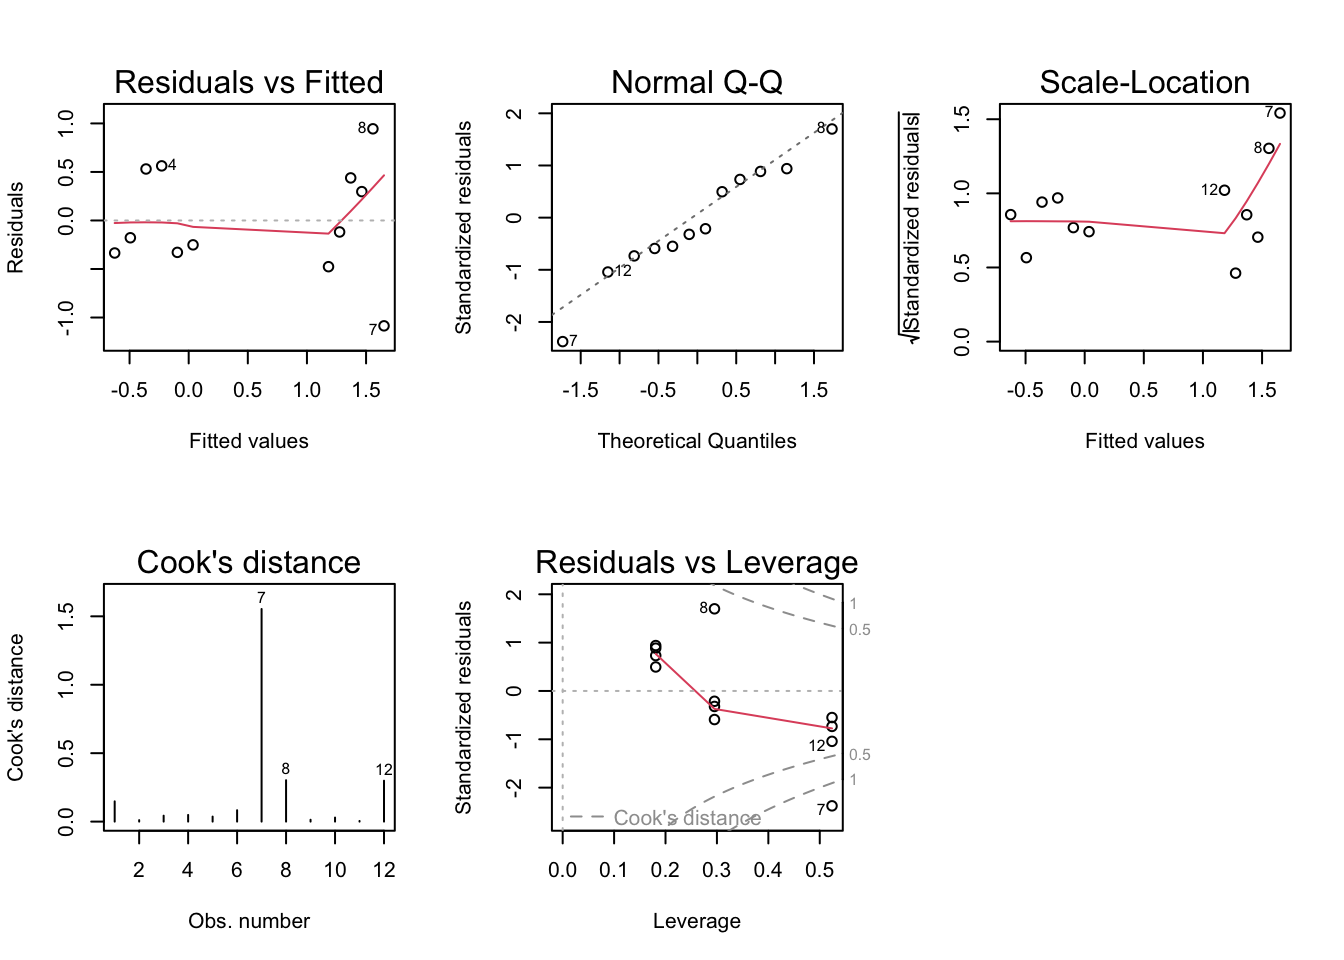 Residuals vs Fitted
Residuals
1.0
0.5
0.0
-1.0
8
4
7
-0.5 0.0 0.5 1.0 1.5
Fitted values
Normal Q-Q
Standardized residuals
2
1
0
-1
-2
8
12
7
-1.5 -0.5 0.5 1.5
Theoretical Quantiles
Scale-Location
√|Standardized residuals|
1.5
1.0
0.5
0.0
7
8
12
-0.5 0.0 0.5 1.0 1.5
Fitted values
Cook's distance
Cook's distance
1.5
1.0
0.5
0.0
7
8
12
2 4 6 8 10 12
Obs. number
Residuals vs Leverage
Standardized residuals
2
1
0
-1
-2
8
12
7
1
0.5
0.5
1
Cook's distance
0.0 0.1 0.2 0.3 0.4 0.5
Leverage